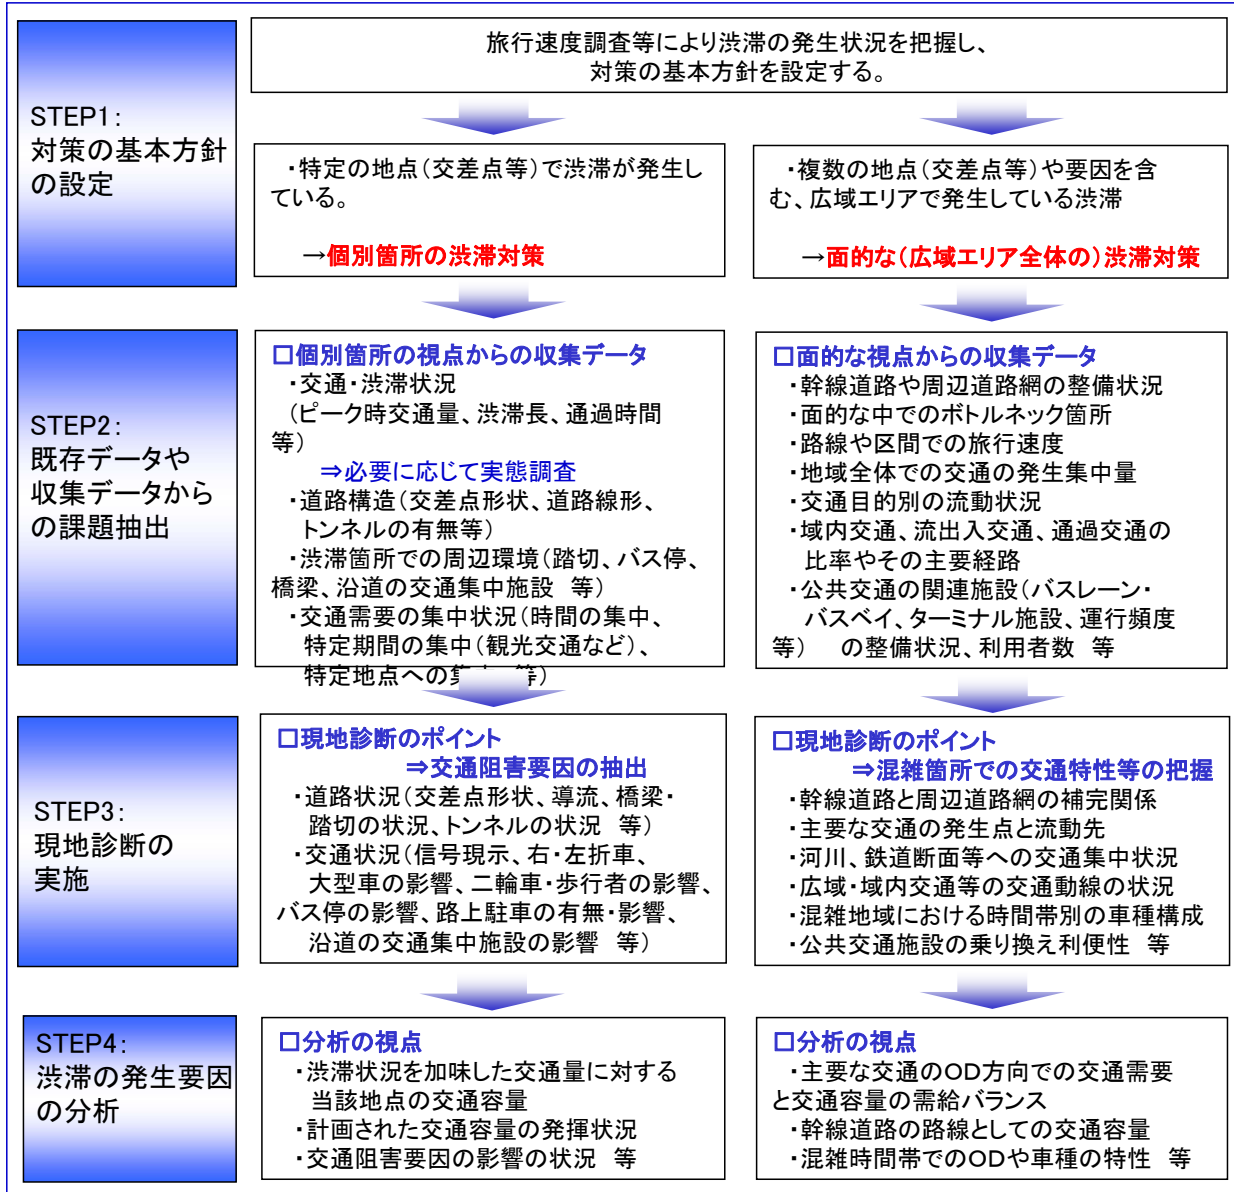 旅行速度調査等により渋滞の発生状況を把握し、
対策の基本方針を設定する。
STEP1：
対策の基本方針
の設定
・特定の地点（交差点等）で渋滞が発生し
ている。
→個別箇所の渋滞対策
・複数の地点（交差点等）や要因を含
む、広域エリアで発生している渋滞
→面的な（広域エリア全体の）渋滞対策
STEP2：
既存データや
収集データから
の課題抽出
□個別箇所の視点からの収集データ
・交通・渋滞状況
（ピーク時交通量、渋滞長、通過時間
等）
⇒必要に応じて実態調査
・道路構造（交差点形状、道路線形、
トンネルの有無等）
・渋滞箇所での周辺環境（踏切、バス停、
橋梁、沿道の交通集中施設　等）
・交通需要の集中状況（時間の集中、
特定期間の集中（観光交通など）、
特定地点への集中　等）
□面的な視点からの収集データ
・幹線道路や周辺道路網の整備状況
・面的な中でのボトルネック箇所
・路線や区間での旅行速度
・地域全体での交通の発生集中量
・交通目的別の流動状況
・域内交通、流出入交通、通過交通の
比率やその主要経路
・公共交通の関連施設（バスレーン・
バスベイ、ターミナル施設、運行頻度
等）　の整備状況、利用者数　等
STEP3：
現地診断の
実施
□現地診断のポイント
⇒交通阻害要因の抽出
・道路状況（交差点形状、導流、橋梁・
踏切の状況、トンネルの状況　等）
・交通状況（信号現示、右・左折車、
大型車の影響、二輪車・歩行者の影響、
バス停の影響、路上駐車の有無・影響、
沿道の交通集中施設の影響　等）
□現地診断のポイント
⇒混雑箇所での交通特性等の把握
・幹線道路と周辺道路網の補完関係
・主要な交通の発生点と流動先
・河川、鉄道断面等への交通集中状況
・広域・域内交通等の交通動線の状況
・混雑地域における時間帯別の車種構成
・公共交通施設の乗り換え利便性　等
STEP4：
渋滞の発生要因
の分析
□分析の視点
・渋滞状況を加味した交通量に対する
当該地点の交通容量
・計画された交通容量の発揮状況
・交通阻害要因の影響の状況　等
□分析の視点
・主要な交通のＯＤ方向での交通需要
と交通容量の需給バランス
・幹線道路の路線としての交通容量
・混雑時間帯でのＯＤや車種の特性　等